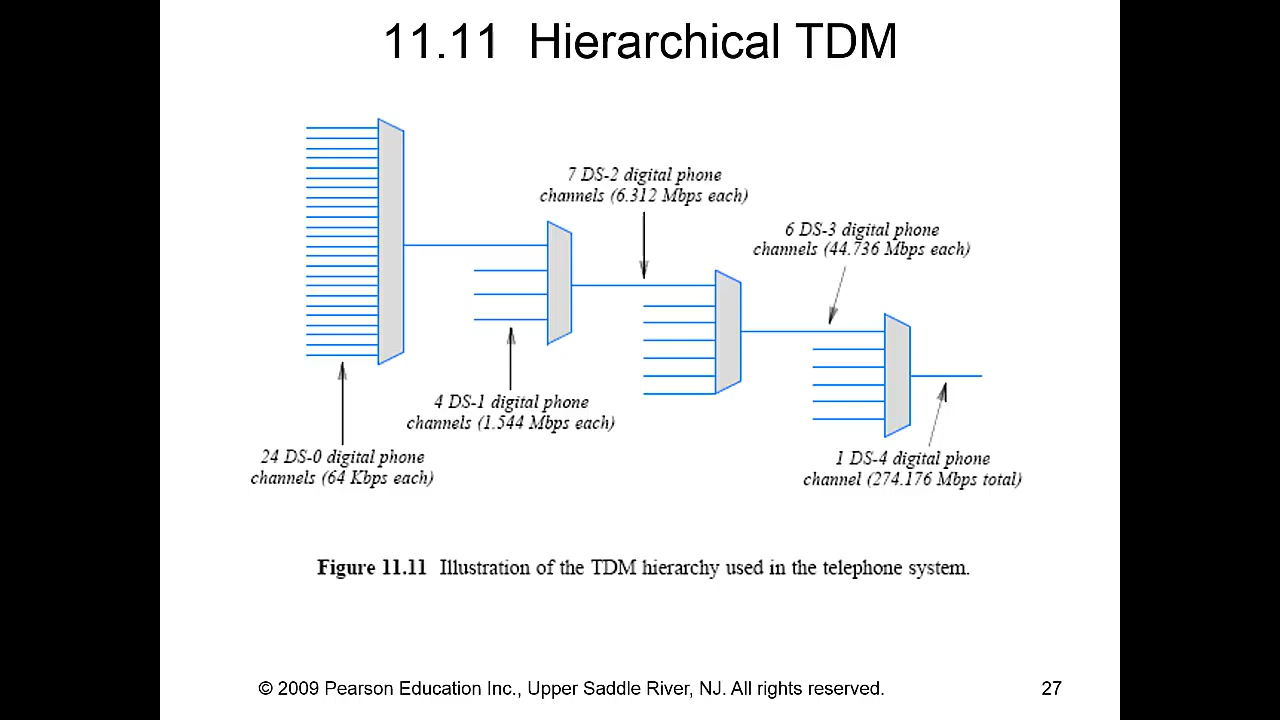 11.11 Hierarchical TDM
7 DS-2 digital phone
channels (6.312 Mbps each)
6 DS-3 digital phone
channels (44.736 Mbps each)
4 DS-1 digital phone
channels (1.544 Mbps each)
24 DS-0 digital phone
channels (64 Kbps each)
1 DS-4 digital phone
channel (274.176 Mbps total)
Figure 11.11 Illustration of the TDM hierarchy used in the telephone system.
© 2009 Pearson Education Inc., Upper Saddle River, NJ. All rights reserved.
27